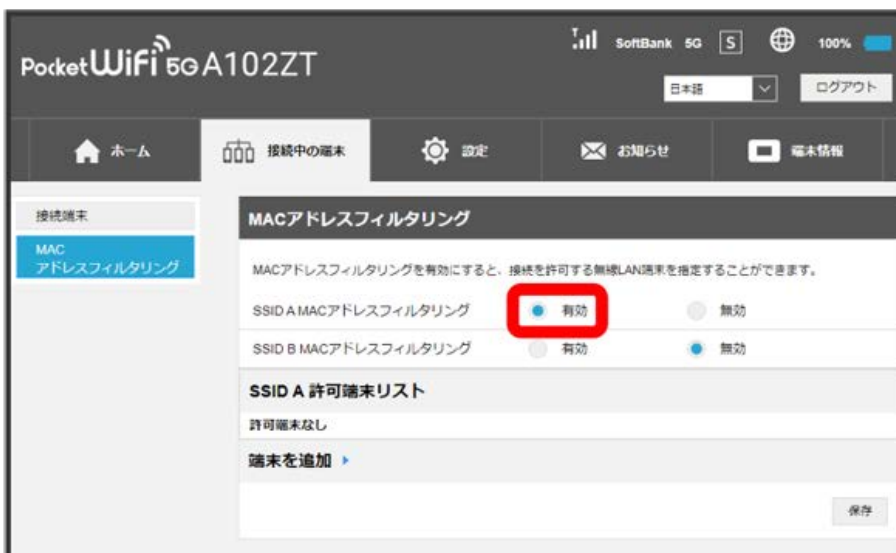 PocketWiFi 5G A102ZT
SoftBank 5G S 100%
日本語 ログアウト
ホーム 接続中の端末 設定 お知らせ 端末情報
接続端末
MAC
アドレスフィルタリング
MACアドレスフィルタリング
MACアドレスフィルタリングを有効にすると、接続を許可する無線LAN端末を指定することができます。
SSID A MACアドレスフィルタリング 有効 無効
SSID B MACアドレスフィルタリング 有効 無効
SSID A 許可端末リスト
許可端末なし
端末を追加
保存